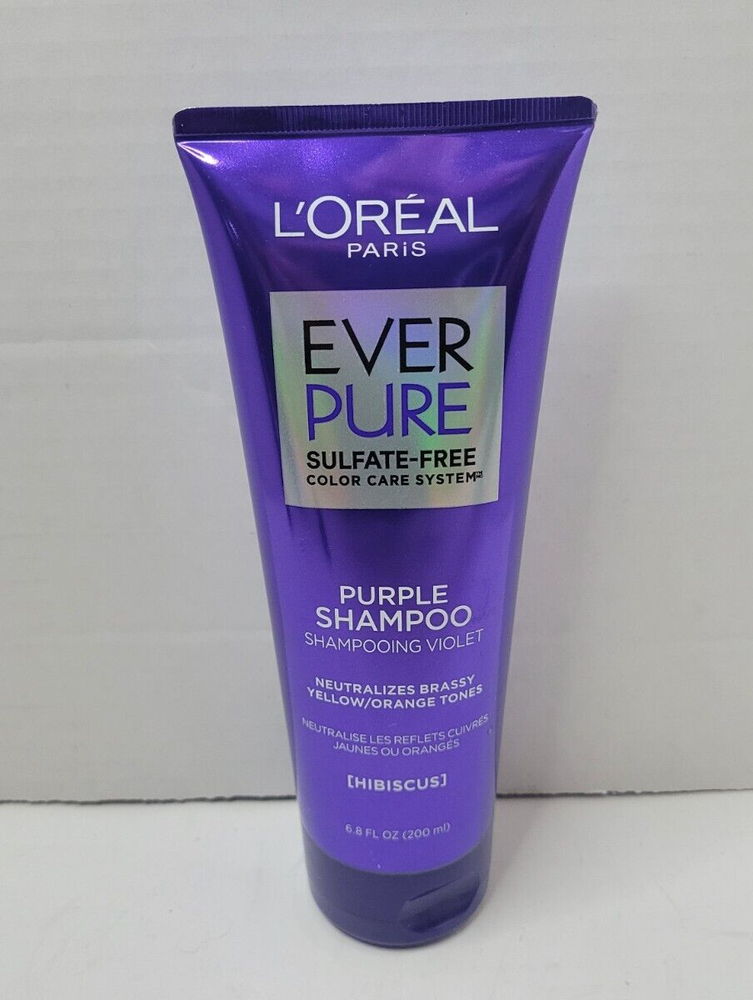 L'ORÉAL
PARiS
EVER
PURE
SULFATE-FREE
COLOR CARE SYSTEM™
PURPLE
SHAMPOO
SHAMPOOING VIOLET
NEUTRALIZES BRASSY
YELLOW/ORANGE TONES
NEUTRALISE LES REFLETS CUIVRÉS
JAUNES OU ORANGÉS
[HIBISCUS]
6.8 FL OZ (200 ml)